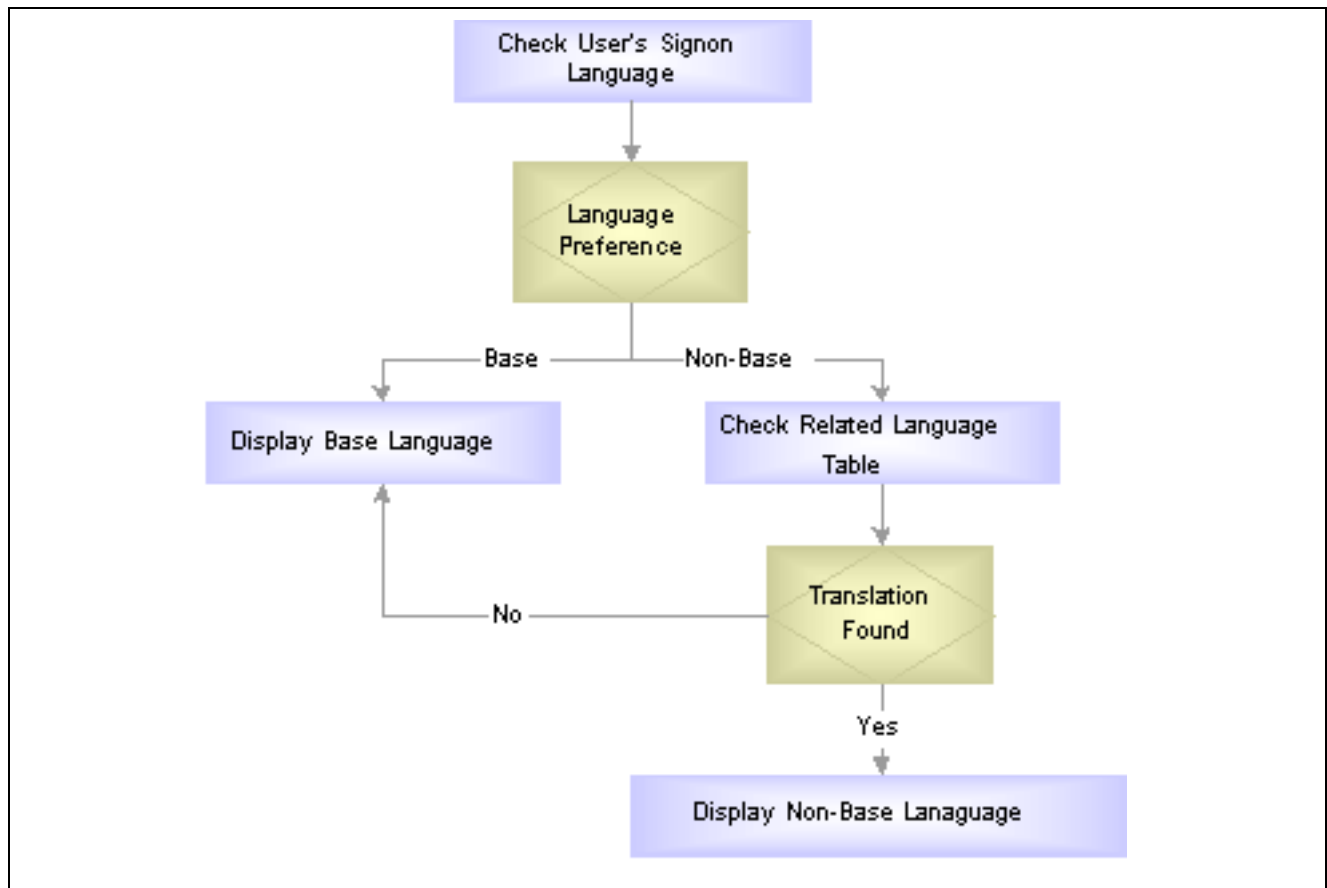 Check User's Signon
Language
Language
Preference
Base
Non-Base
Display Base Language
Check Related Language
Table
Translation
Found
No
Yes
Display Non-Base Lanaguage